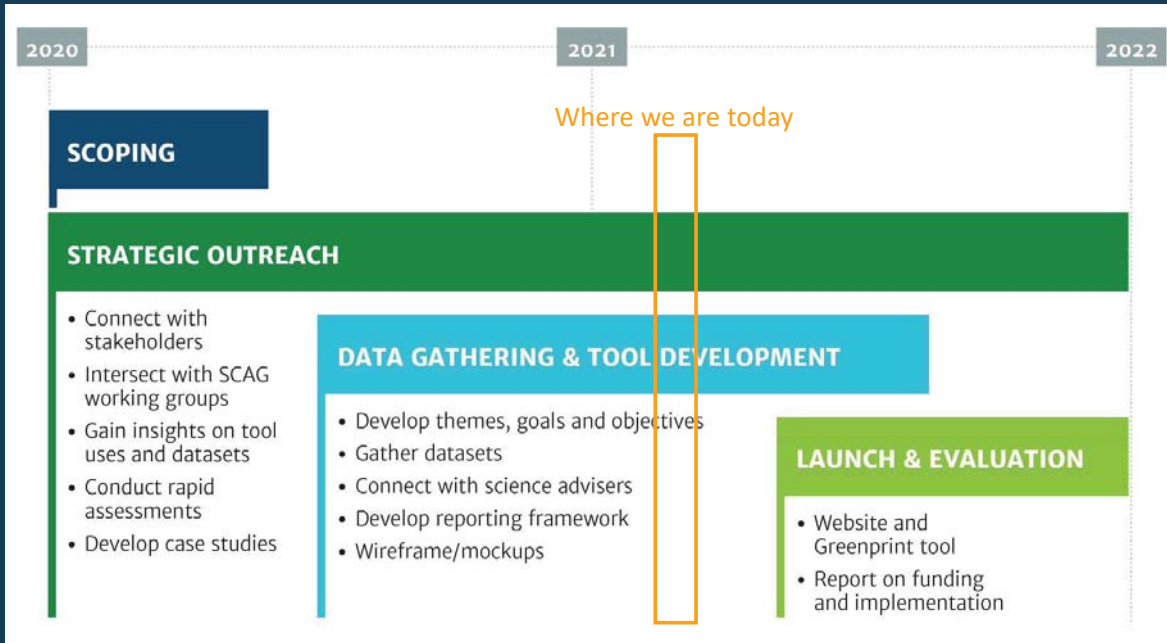 2020
2021
2022
Where we are today
SCOPING
STRATEGIC OUTREACH
• Connect with
stakeholders
• Intersect with SCAG
working groups
• Gain insights on tool
uses and datasets
• Conduct rapid
assessments
• Develop case studies
DATA GATHERING & TOOL DEVELOPMENT
• Develop themes, goals and objectives
• Gather datasets
• Connect with science advisers
• Develop reporting framework
• Wireframe/mockups
LAUNCH & EVALUATION
• Website and
Greenprint tool
• Report on funding
and implementation